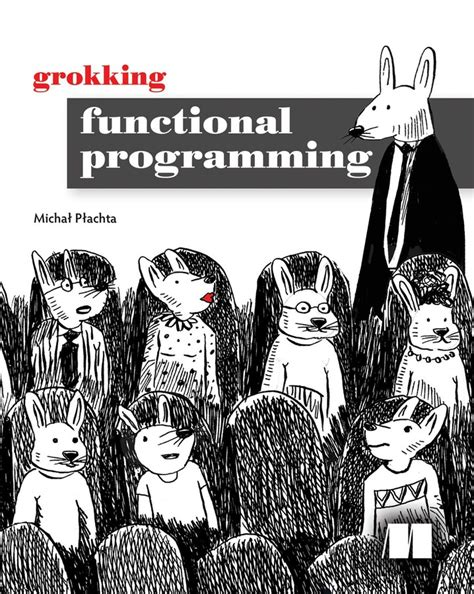 grokking
functional
programming
Michał Płachta